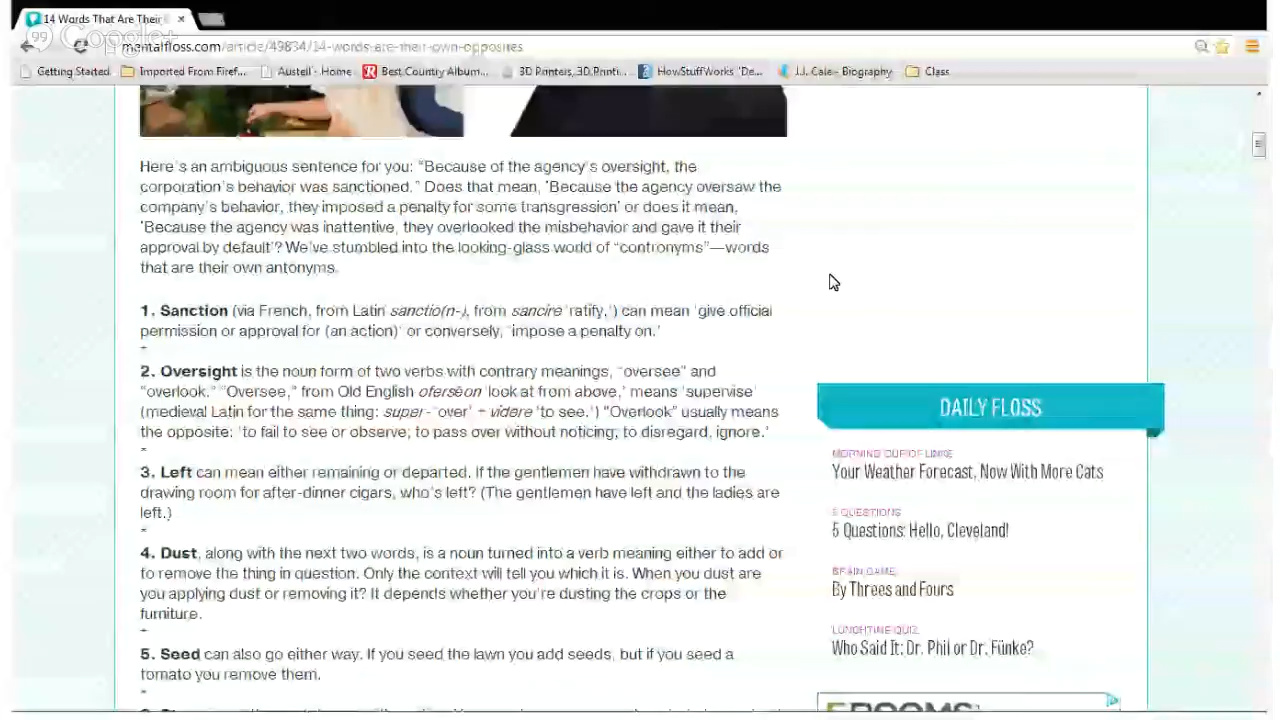 14 Words That Are Their
99 Google+
mentalfloss.com/article/49834/14-words-are-their-own-opposites
Getting Started Imported From Firef... Austell - Home Best Country Album... 3D Printers, 3D Printi... HowStuffWorks 'De... J.J. Cale - Biography Class
Here's an ambiguous sentence for you: "Because of the agency's oversight, the
corporation's behavior was sanctioned." Does that mean, 'Because the agency oversaw the
company's behavior, they imposed a penalty for some transgression' or does it mean,
'Because the agency was inattentive, they overlooked the misbehavior and gave it their
approval by default'? We've stumbled into the looking-glass world of "contronyms"—words
that are their own antonyms.
1. Sanction (via French, from Latin sanctio(n-), from sancire 'ratify,') can mean 'give official
permission or approval for (an action)' or conversely, 'impose a penalty on.'
2. Oversight is the noun form of two verbs with contrary meanings, "oversee" and
"overlook." "Oversee," from Old English ofersēon 'look at from above,' means 'supervise'
(medieval Latin for the same thing: super- 'over' + videre 'to see.') "Overlook" usually means
the opposite: 'to fail to see or observe; to pass over without noticing; to disregard, ignore.'
3. Left can mean either remaining or departed. If the gentlemen have withdrawn to the
drawing room for after-dinner cigars, who's left? (The gentlemen have left and the ladies are
left.)
4. Dust, along with the next two words, is a noun turned into a verb meaning either to add or
to remove the thing in question. Only the context will tell you which it is. When you dust are
you applying dust or removing it? It depends whether you're dusting the crops or the
furniture.
5. Seed can also go either way. If you seed the lawn you add seeds, but if you seed a
tomato you remove them.
DAILY FLOSS
MORNING CUP OF LINKS
Your Weather Forecast, Now With More Cats
5 QUESTIONS
5 Questions: Hello, Cleveland!
BRAIN GAME
By Threes and Fours
LUNCHTIME QUIZ
Who Said It: Dr. Phil or Dr. Fünke?